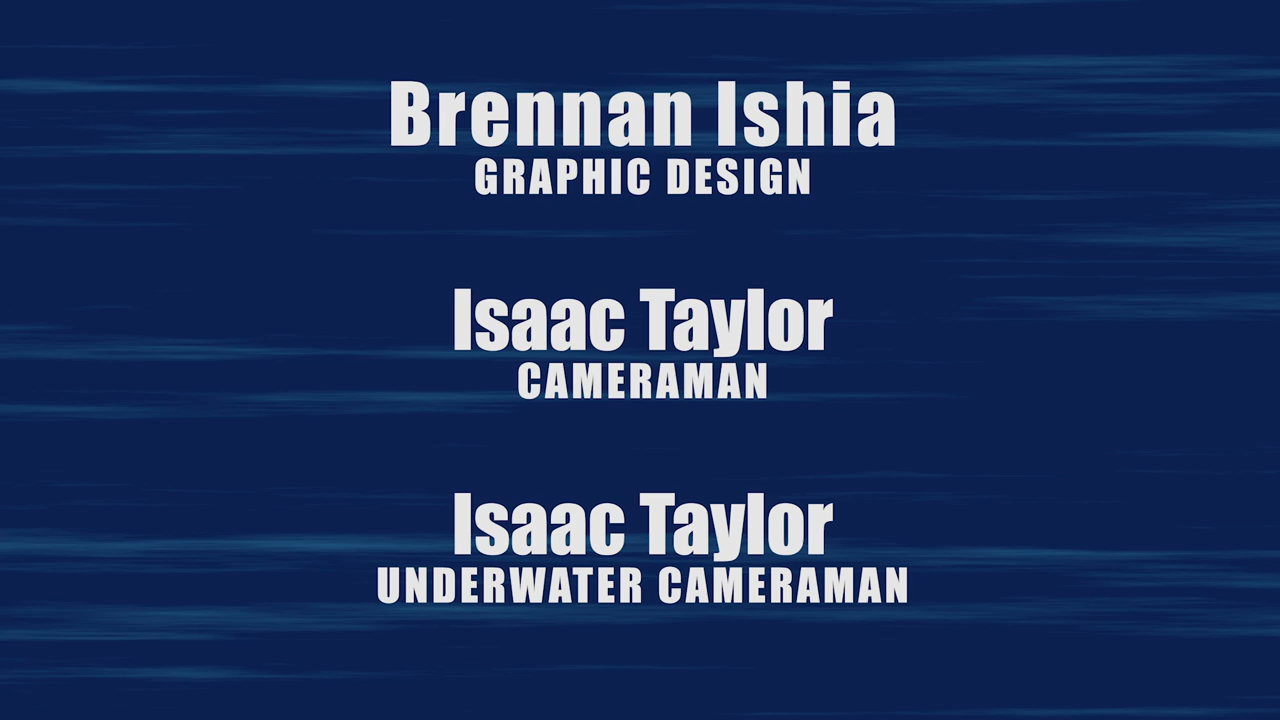 Brennan Ishia
GRAPHIC DESIGN
Isaac Taylor
CAMERAMAN
Isaac Taylor
UNDERWATER CAMERAMAN